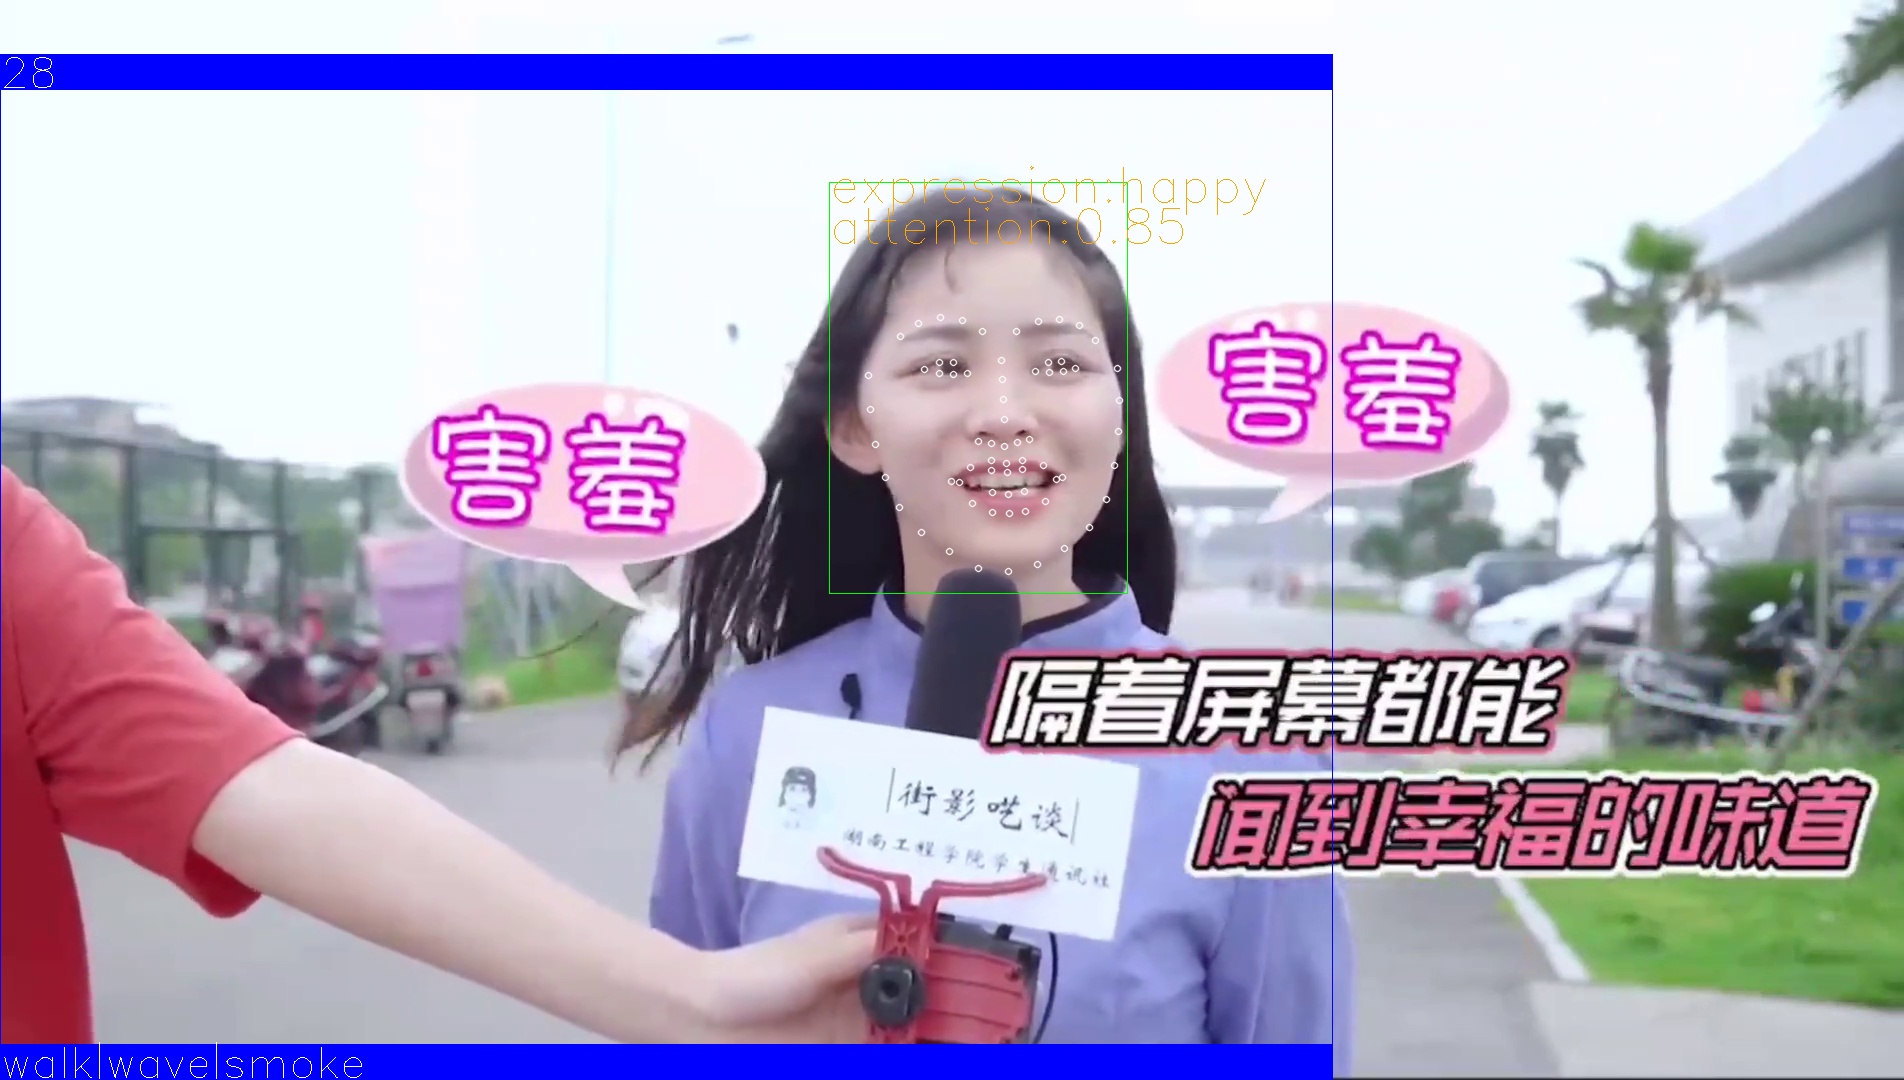 28
expression:happy
attention:0.85
害羞
害羞
隔着屏幕都能
闻到幸福的味道
|街影呓谈|
湖南工程学院学生通讯社
walk|wave|smoke